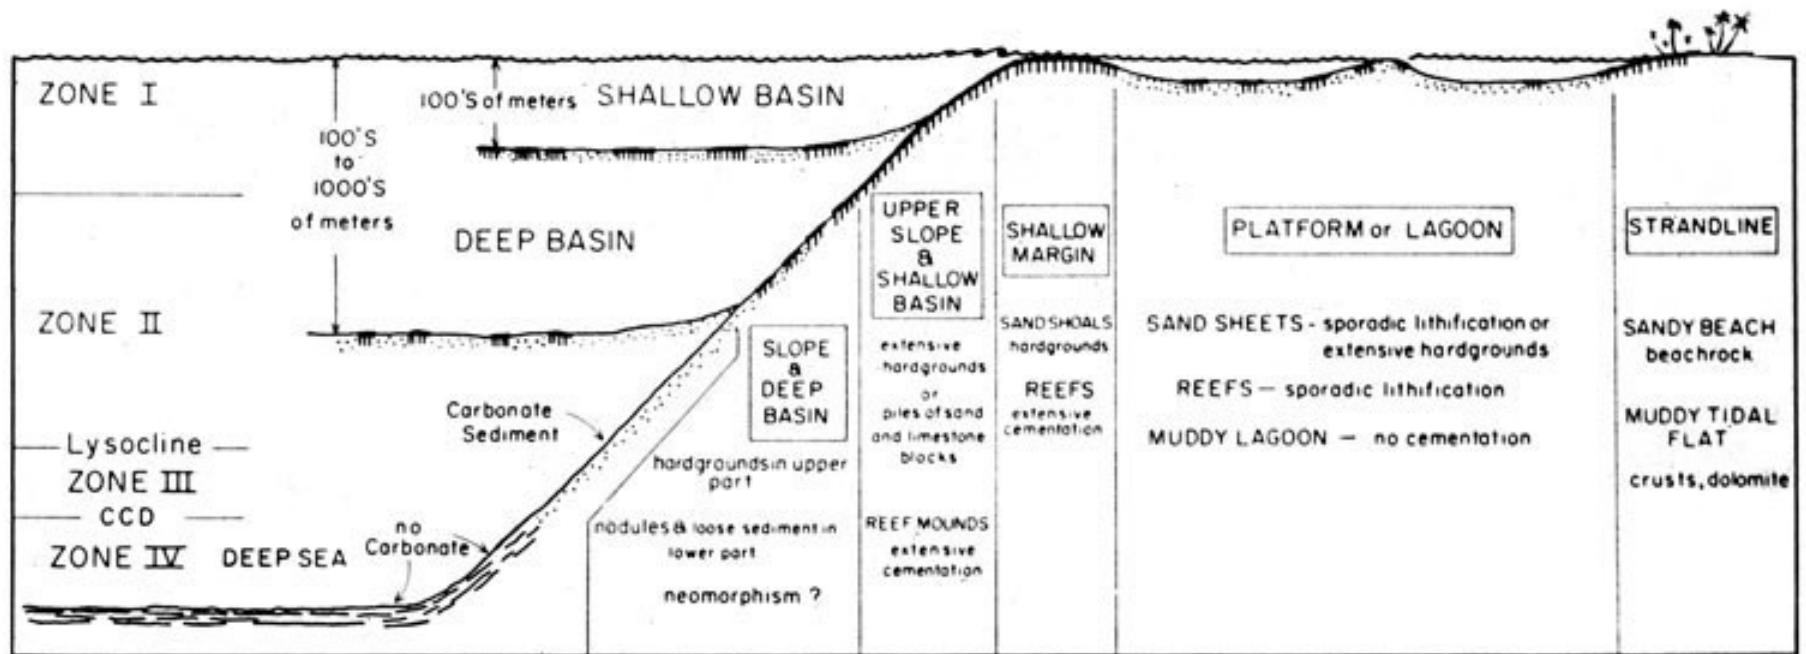 ZONE I
100'S of meters
SHALLOW BASIN
100'S
to
1000'S
of meters
DEEP BASIN
ZONE II
Lysocline
ZONE III
CCD
ZONE IV
DEEP SEA
no
Carbonate
Carbonate
Sediment
SLOPE
&
DEEP
BASIN
hardgrounds in upper
part
nodules & loose sediment in
lower part
neomorphism ?
UPPER
SLOPE
&
SHALLOW
BASIN
extensive
hardgrounds
or
piles of sand
and limestone
blocks
REEF MOUNDS
extensive
cementation
SHALLOW
MARGIN
SAND SHOALS
hardgrounds
REEFS
extensive
cementation
PLATFORM or LAGOON
SAND SHEETS - sporadic lithification or
extensive hardgrounds
REEFS — sporadic lithification
MUDDY LAGOON — no cementation
STRANDLINE
SANDY BEACH
beachrock
MUDDY TIDAL
FLAT
crusts, dolomite